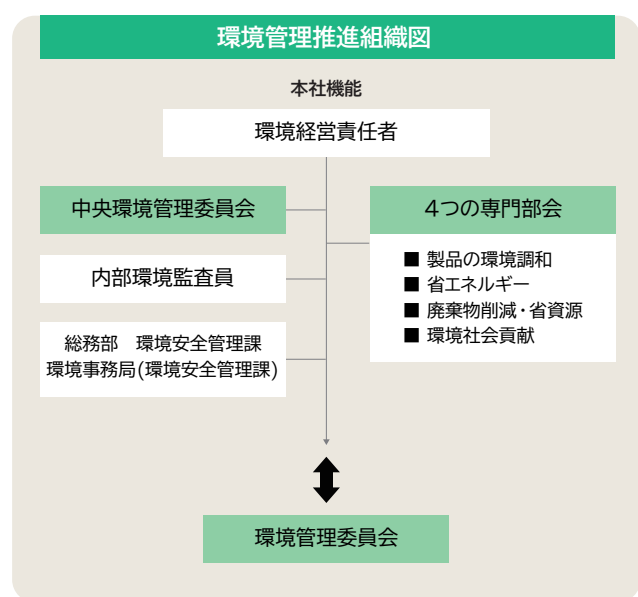 環境管理推進組織図
本社機能
環境経営責任者
中央環境管理委員会
内部環境監査員
総務部　環境安全管理課
環境事務局(環境安全管理課)
4つの専門部会
■ 製品の環境調和
■ 省エネルギー
■ 廃棄物削減・省資源
■ 環境社会貢献
環境管理委員会